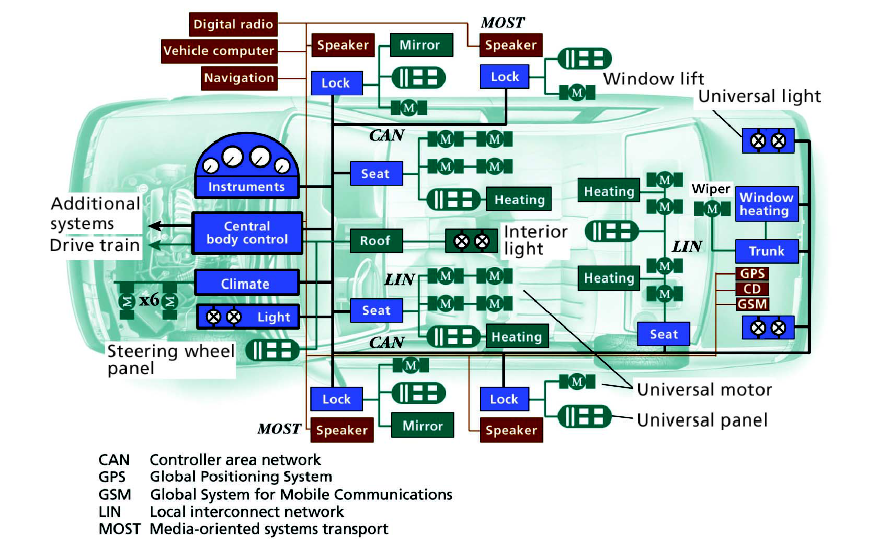 Digital radio
MOST
Speaker
Mirror
Speaker
Vehicle computer
Navigation
Lock
Lock
Window lift
M
M
Universal light
CAN
M
M
Instruments
Seat
M
M
Heating
Heating
M
M
Wiper
M
Window
heating
Additional
systems
Drive train
Central
body control
Roof
Interior
light
LIN
Trunk
Climate
LIN
M
M
Heating
M
M
GPS
CD
GSM
M
x6
M
Light
Seat
M
M
CAN
Heating
Seat
Steering wheel
panel
M
M
Universal motor
Lock
Lock
Universal panel
MOST
Speaker
Mirror
Speaker
CAN Controller area network
GPS Global Positioning System
GSM Global System for Mobile Communications
LIN Local interconnect network
MOST Media-oriented systems transport